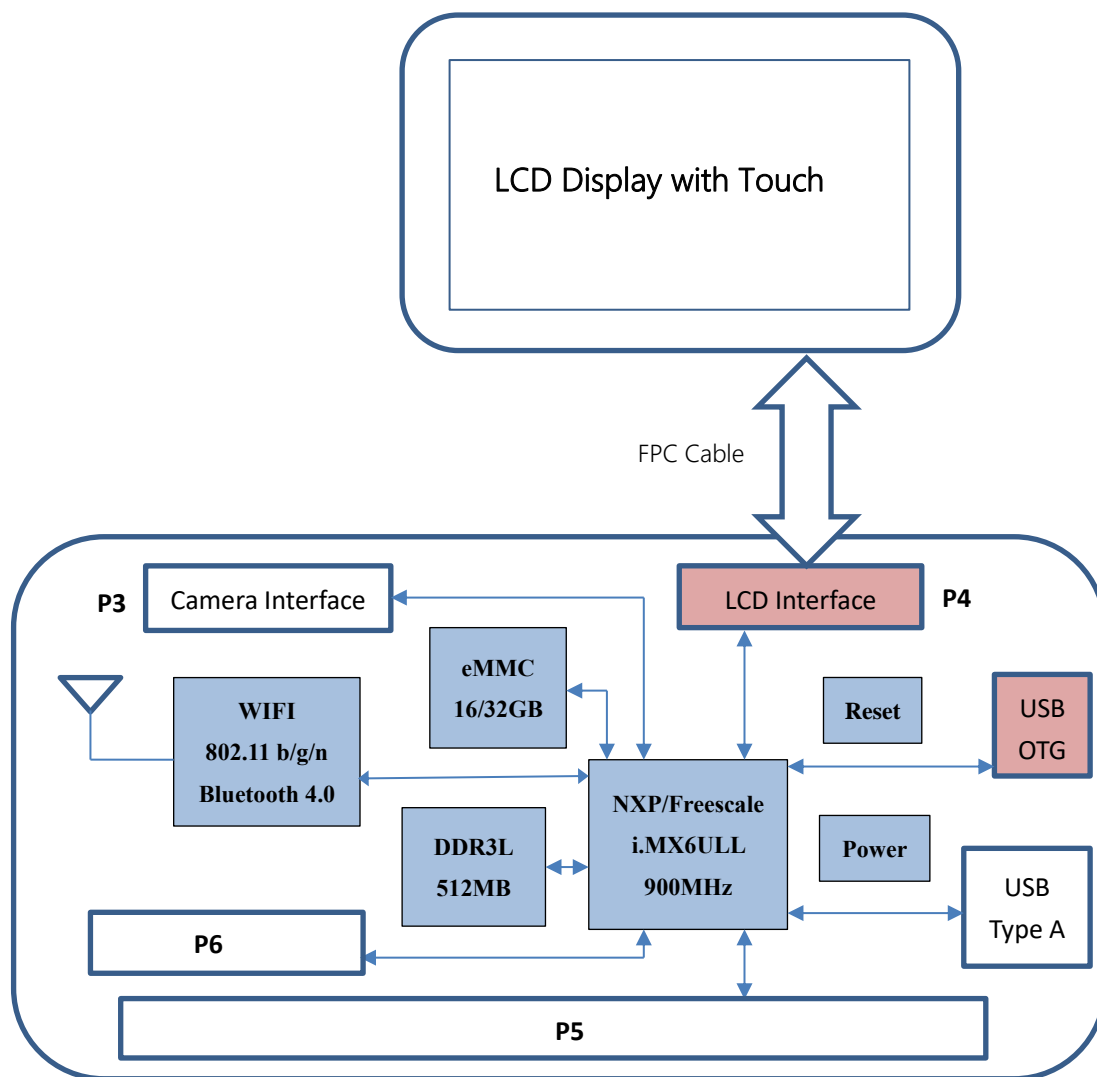 LCD Display with Touch
FPC Cable
P3
Camera Interface
LCD Interface
P4
eMMC
16/32GB
WIFI
802.11 b/g/n
Bluetooth 4.0
Reset
USB
OTG
NXP/Freescale
i.MX6ULL
900MHz
DDR3L
512MB
Power
USB
Type A
P6
P5